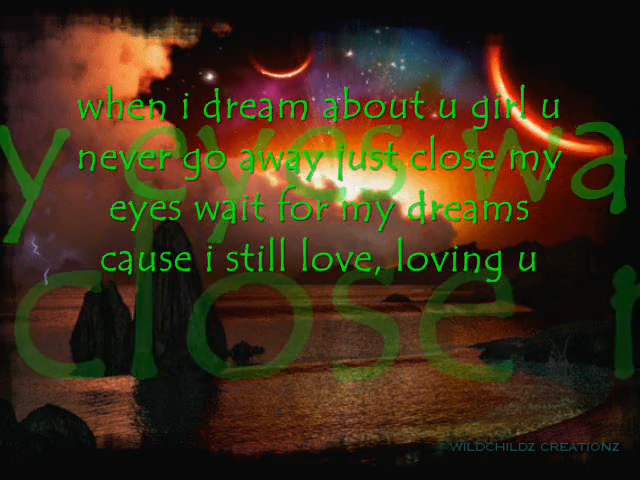 when i dream about u girl u
never go away just close my
eyes wait for my dreams
cause i still love, loving u
y eyes wa
close
©WILDCHILDZ CREATIONZ